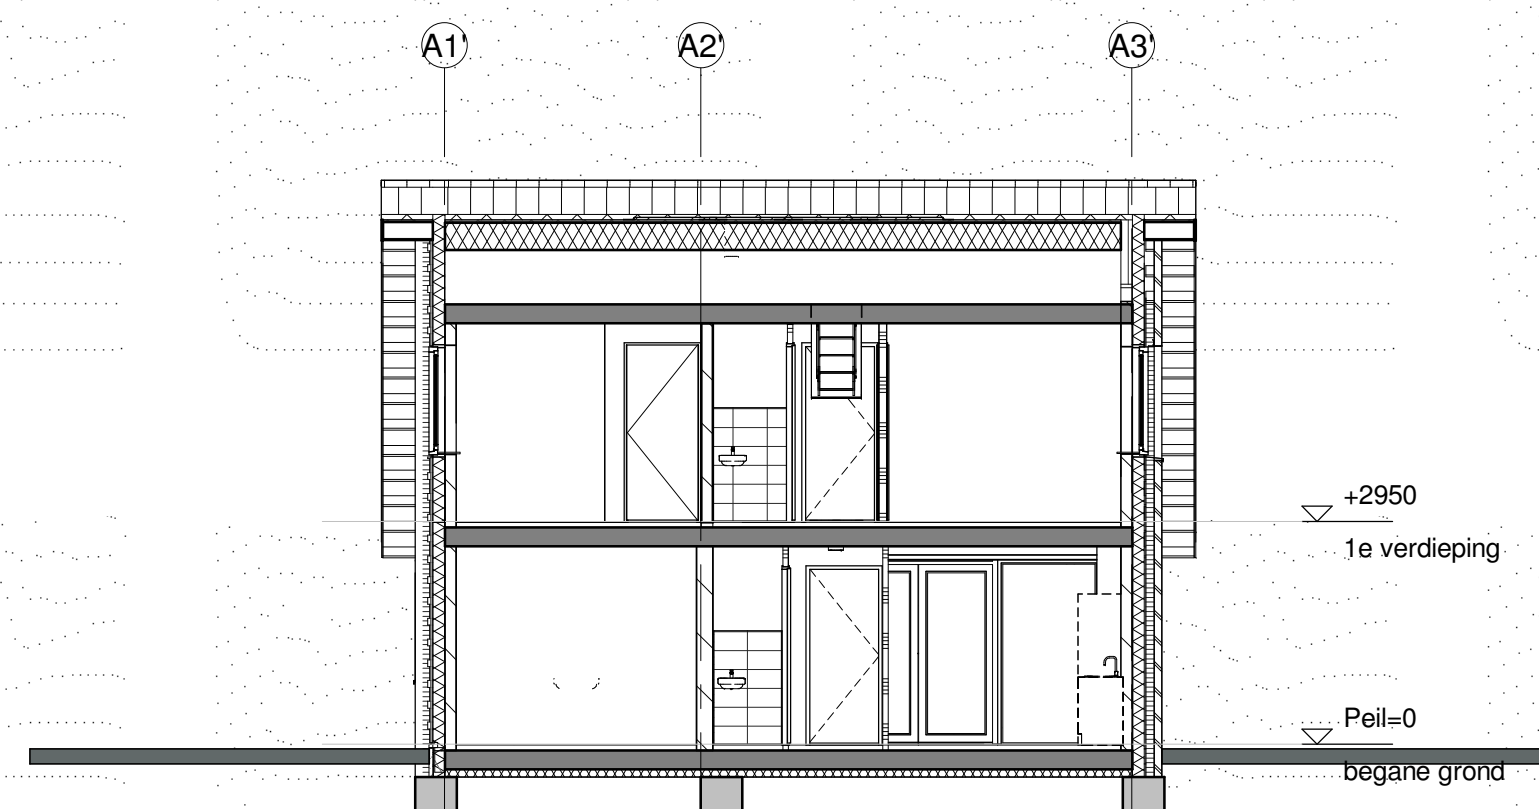 A1' A2' A3'
+2950
1e verdieping
Peil=0
begane grond